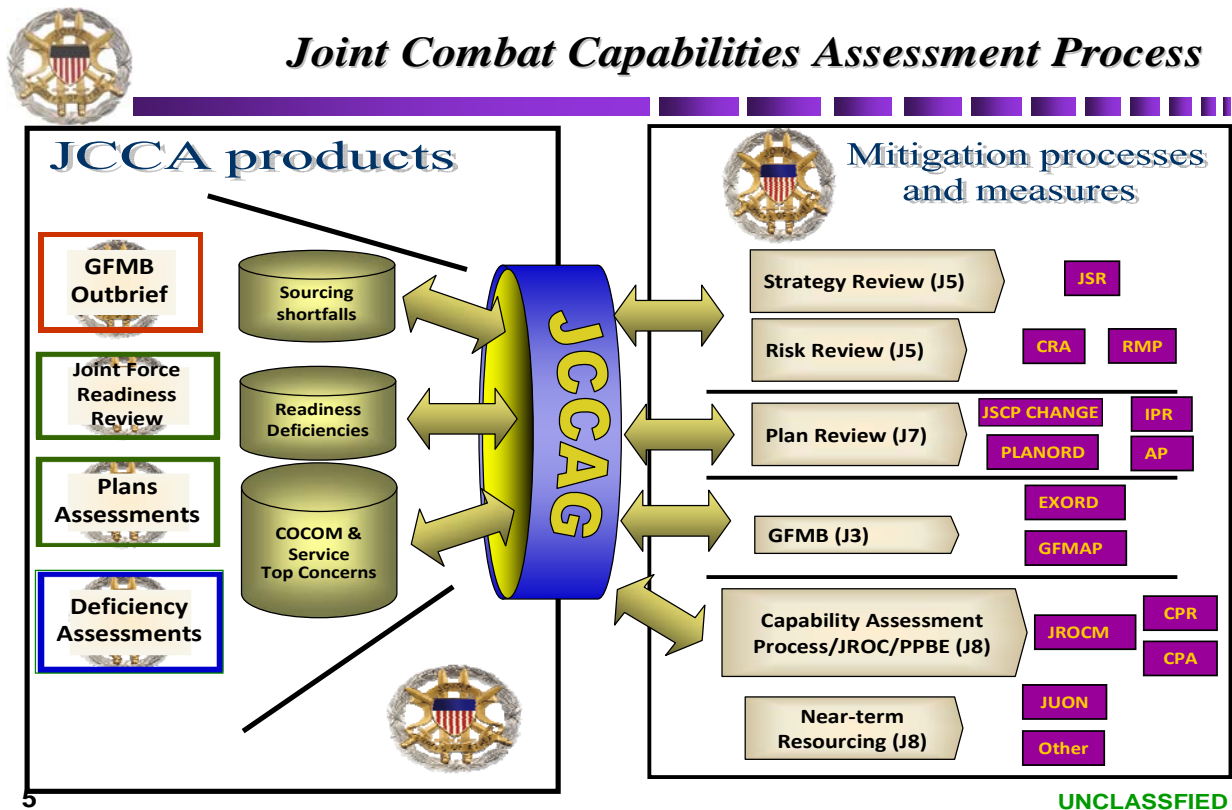 Joint Combat Capabilities Assessment Process
JCCA products
GFMB
Outbrief
Joint Force
Readiness
Review
Plans
Assessments
Deficiency
Assessments
Sourcing
shortfalls
Readiness
Deficiencies
COCOM &
Service
Top Concerns
JCCAG
Mitigation processes
and measures
Strategy Review (J5)
JSR
Risk Review (J5)
CRA
RMP
Plan Review (J7)
JSCP CHANGE
IPR
PLANORD
AP
GFMB (J3)
EXORD
GFMAP
Capability Assessment
Process/JROC/PPBE (J8)
JROCM
CPR
CPA
Near-term
Resourcing (J8)
JUON
Other
5
UNCLASSFIED